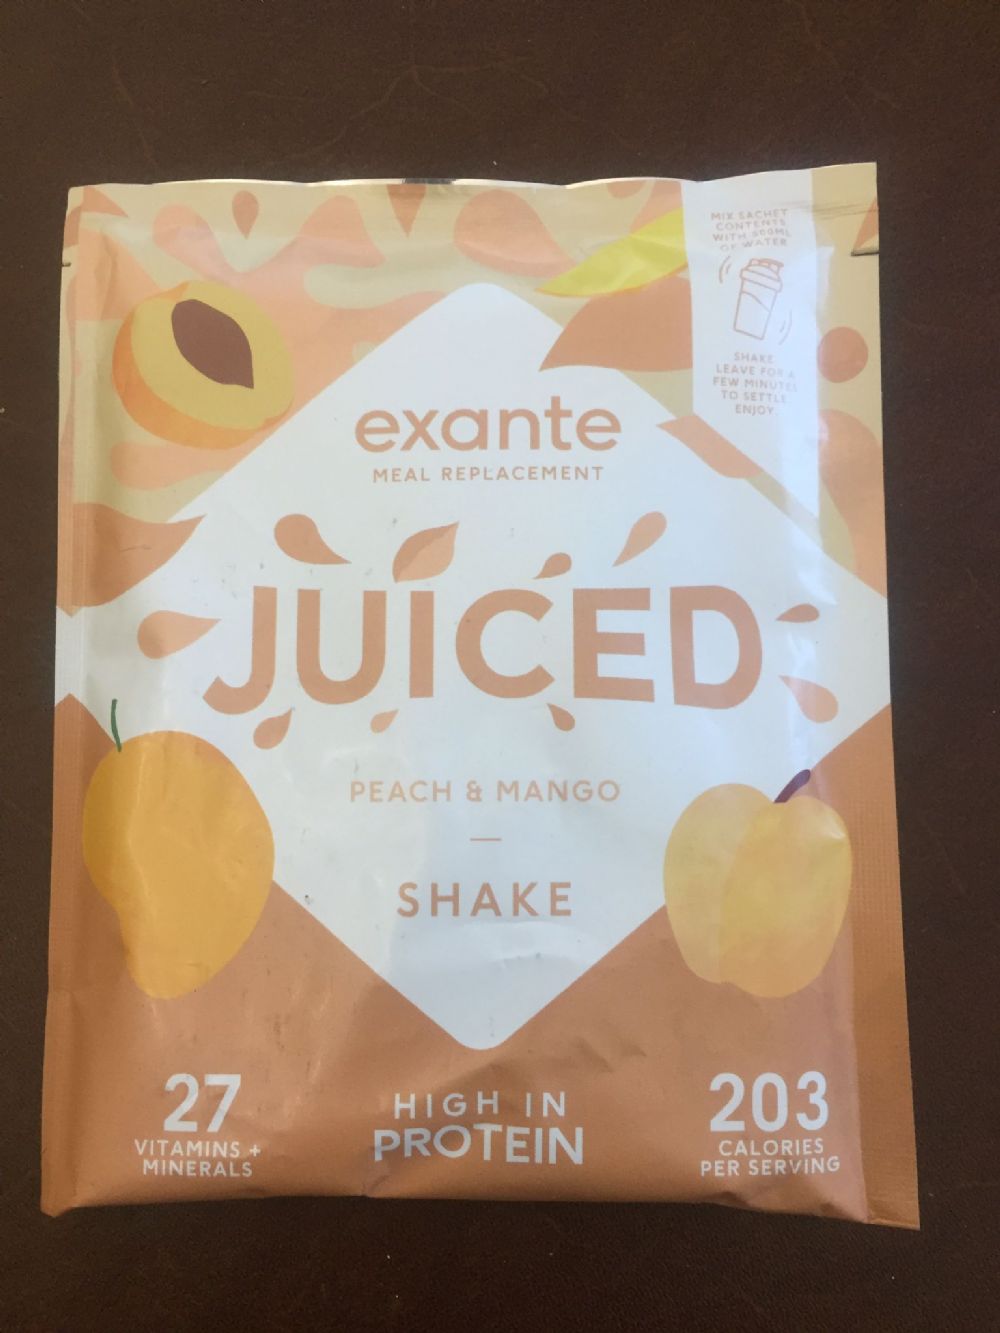 MIX SACHET
CONTENTS
WITH 500ML
OF WATER
SHAKE
LEAVE FOR A
FEW MINUTES
TO SETTLE
ENJOY.
exante
MEAL REPLACEMENT
JUICED
PEACH & MANGO
SHAKE
27
VITAMINS +
MINERALS
HIGH IN
PROTEIN
203
CALORIES
PER SERVING